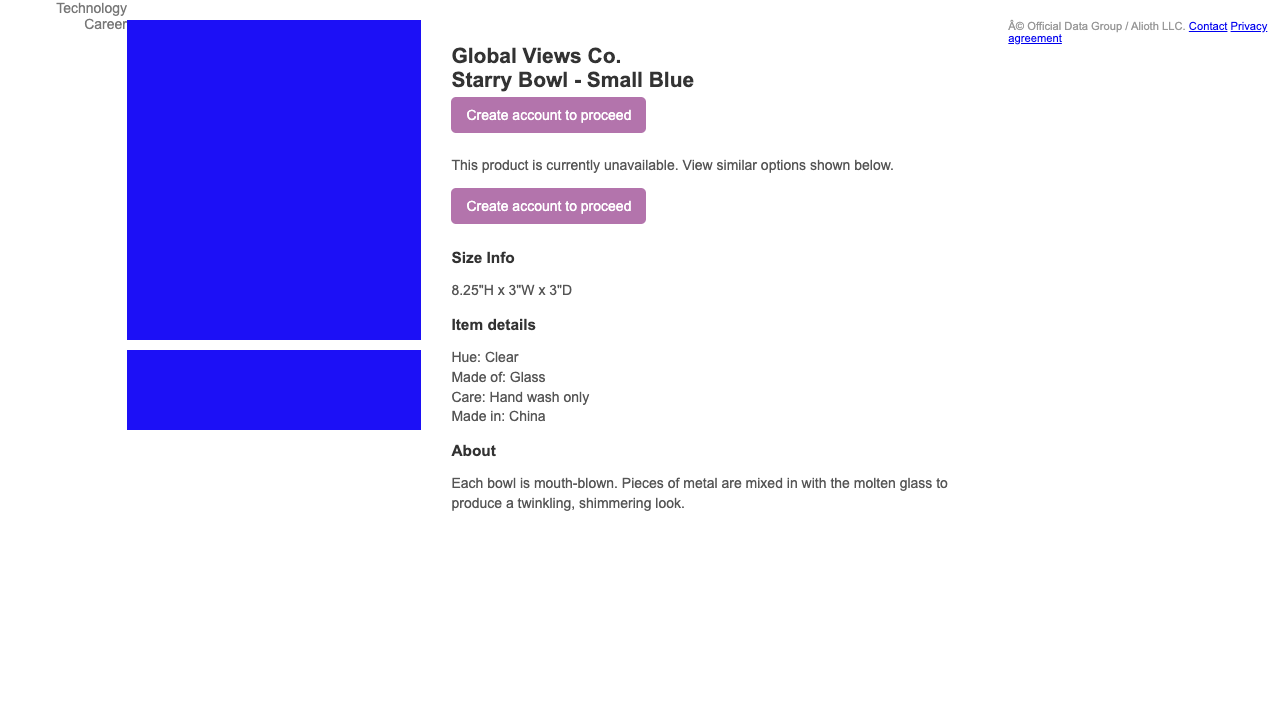 Technology
Career
Global Views Co.
Starry Bowl - Small Blue
Create account to proceed
This product is currently unavailable. View similar options shown below.
Create account to proceed
Size Info
8.25"H x 3"W x 3"D
Item details
Hue: Clear
Made of: Glass
Care: Hand wash only
Made in: China
About
Each bowl is mouth-blown. Pieces of metal are mixed in with the molten glass to
produce a twinkling, shimmering look.
Â© Official Data Group / Alioth LLC. Contact Privacy
agreement